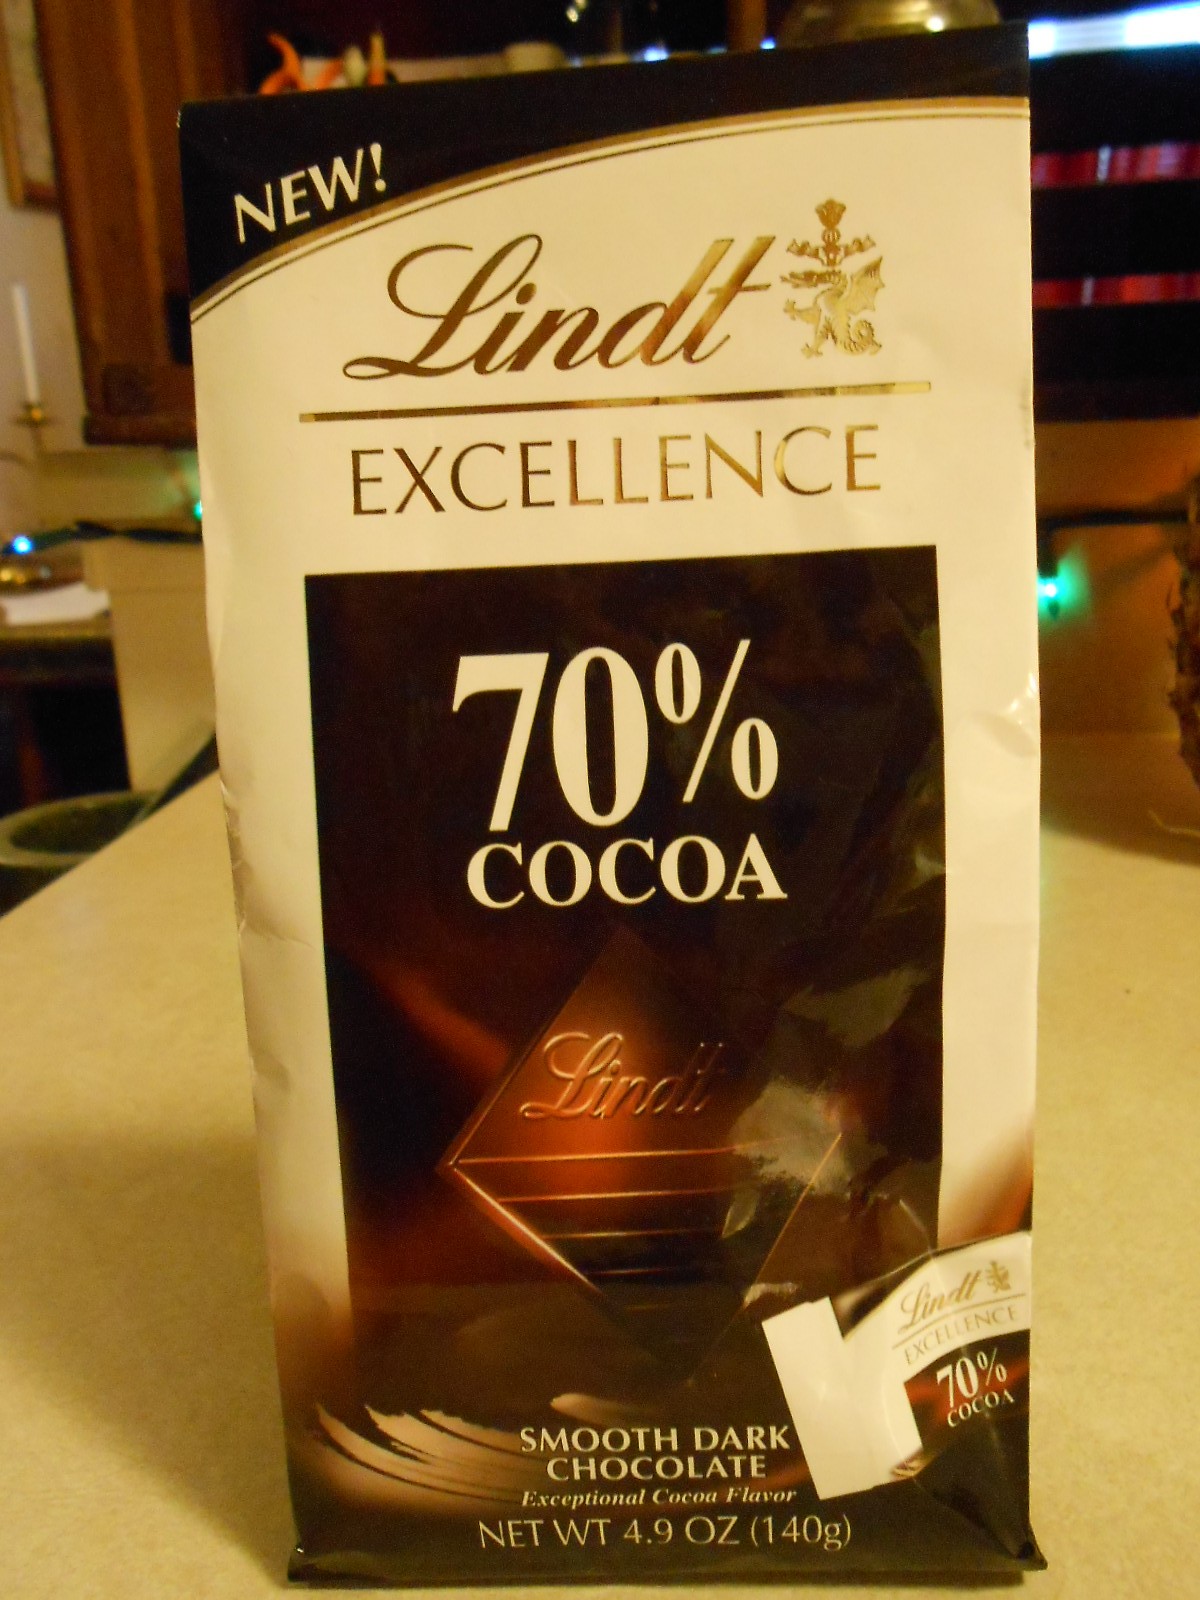 NEW!
Lindt
EXCELLENCE
70%
COCOA
Lindt
Lindt
EXCELLENCE
70%
COCOA
SMOOTH DARK
CHOCOLATE
Exceptional Cocoa Flavor
NET WT 4.9 OZ (140g)